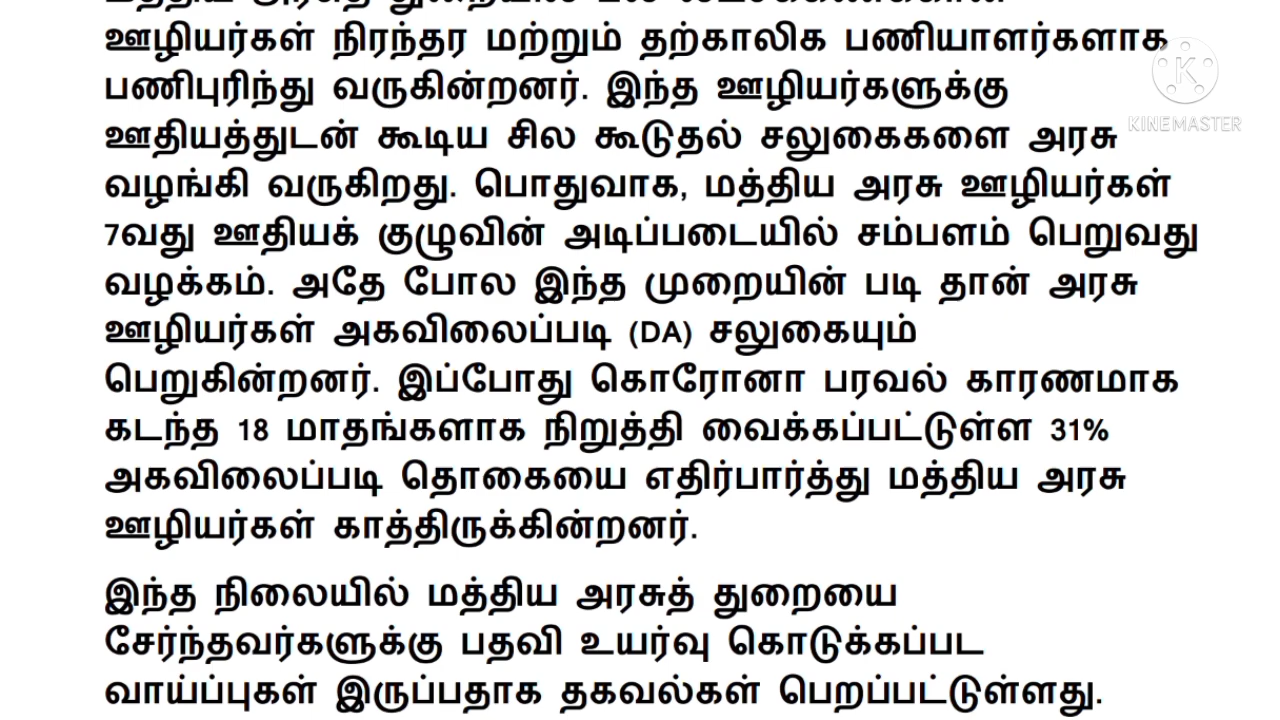 ஊழியர்கள் நிரந்தர மற்றும் தற்காலிக பணியாளர்களாக
பணிபுரிந்து வருகின்றனர். இந்த ஊழியர்களுக்கு
ஊதியத்துடன் கூடிய சில கூடுதல் சலுகைகளை அரசு
வழங்கி வருகிறது. பொதுவாக, மத்திய அரசு ஊழியர்கள்
7வது ஊதியக் குழுவின் அடிப்படையில் சம்பளம் பெறுவது
வழக்கம். அதே போல இந்த முறையின் படி தான் அரசு
ஊழியர்கள் அகவிலைப்படி (DA) சலுகையும்
பெறுகின்றனர். இப்போது கொரோனா பரவல் காரணமாக
கடந்த 18 மாதங்களாக நிறுத்தி வைக்கப்பட்டுள்ள 31%
அகவிலைப்படி தொகையை எதிர்பார்த்து மத்திய அரசு
ஊழியர்கள் காத்திருக்கின்றனர்.
இந்த நிலையில் மத்திய அரசுத் துறையை
சேர்ந்தவர்களுக்கு பதவி உயர்வு கொடுக்கப்பட
வாய்ப்புகள் இருப்பதாக தகவல்கள் பெறப்பட்டுள்ளது.
K
KINEMASTER